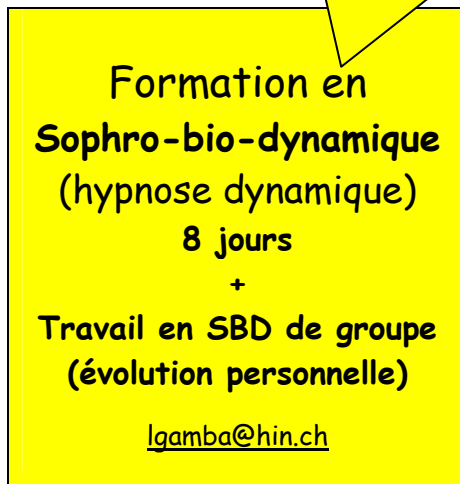 Formation en
Sophro-bio-dynamique
(hypnose dynamique)
8 jours
+
Travail en SBD de groupe
(évolution personnelle)
lgamba@hin.ch